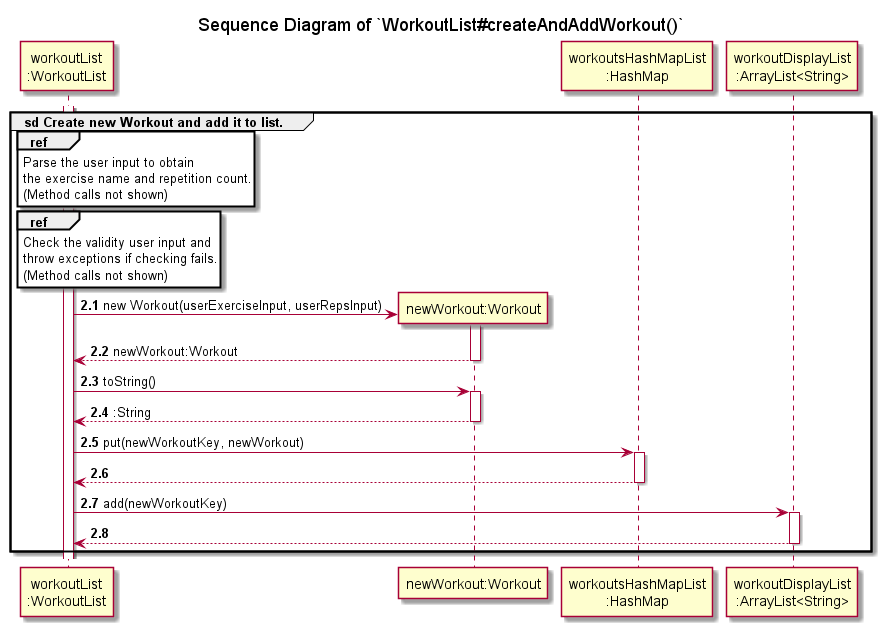 Sequence Diagram of `WorkoutList#createAndAddWorkout()`
workoutList
:WorkoutList
workoutsHashMapList
:HashMap
workoutDisplayList
:ArrayList<String>
sd Create new Workout and add it to list.
ref
Parse the user input to obtain
the exercise name and repetition count.
(Method calls not shown)
ref
Check the validity user input and
throw exceptions if checking fails.
(Method calls not shown)
2.1 new Workout(userExerciseInput, userRepsInput)
newWorkout:Workout
2.2 newWorkout:Workout
2.3 toString()
2.4 :String
2.5 put(newWorkoutKey, newWorkout)
2.6
2.7 add(newWorkoutKey)
2.8
workoutList
:WorkoutList
newWorkout:Workout
workoutsHashMapList
:HashMap
workoutDisplayList
:ArrayList<String>